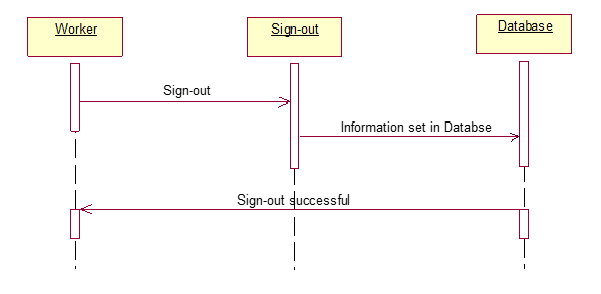 Worker
Sign-out
Database
Sign-out
Information set in Databse
Sign-out successful